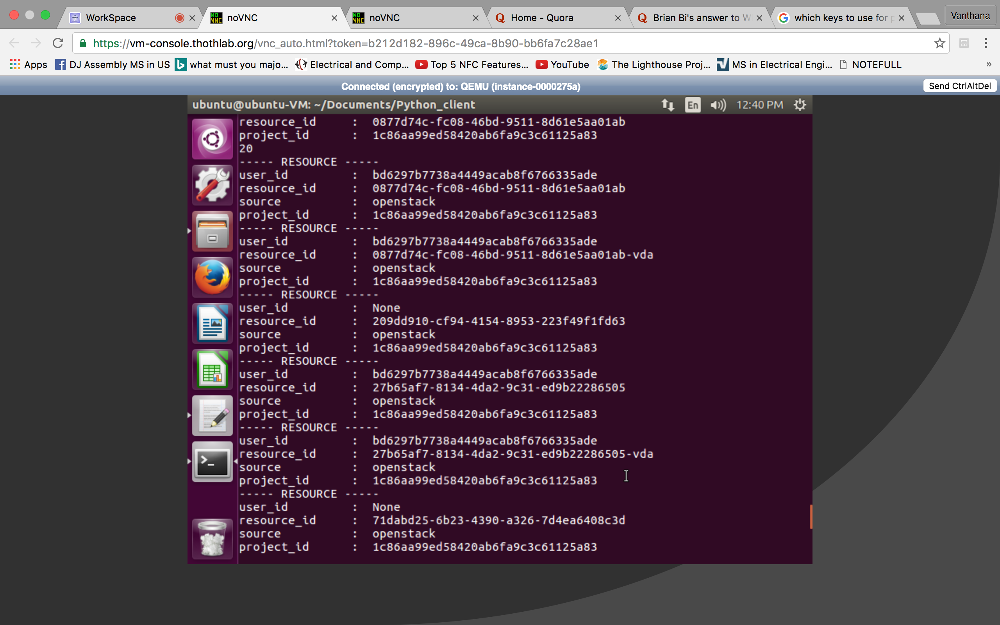 WorkSpace
noVNC
noVNC
Home - Quora
Brian Bi's answer to W
which keys to use for p
Vanthana
https://vm-console.thothlab.org/vnc_auto.html?token=b212d182-896c-49ca-8b90-bb6fa7c28ae1
Apps
DJ Assembly MS in US
what must you majo...
Electrical and Comp...
Top 5 NFC Features...
YouTube
The Lighthouse Proj...
MS in Electrical Engi...
NOTEFULL
»
Connected (encrypted) to: QEMU (instance-0000275a)
Send CtrlAltDel
ubuntu@ubuntu-VM: ~/Documents/Python_client
En
12:40 PM
resource_id : 0877d74c-fc08-46bd-9511-8d61e5aa01ab
project_id : 1c86aa99ed58420ab6fa9c3c61125a83
20
----- RESOURCE -----
user_id : bd6297b7738a4449acab8f6766335ade
resource_id : 0877d74c-fc08-46bd-9511-8d61e5aa01ab
source : openstack
project_id : 1c86aa99ed58420ab6fa9c3c61125a83
----- RESOURCE -----
user_id : bd6297b7738a4449acab8f6766335ade
resource_id : 0877d74c-fc08-46bd-9511-8d61e5aa01ab-vda
source : openstack
project_id : 1c86aa99ed58420ab6fa9c3c61125a83
----- RESOURCE -----
user_id : None
resource_id : 209dd910-cf94-4154-8953-223f49f1fd63
source : openstack
project_id : 1c86aa99ed58420ab6fa9c3c61125a83
----- RESOURCE -----
user_id : bd6297b7738a4449acab8f6766335ade
resource_id : 27b65af7-8134-4da2-9c31-ed9b22286505
source : openstack
project_id : 1c86aa99ed58420ab6fa9c3c61125a83
----- RESOURCE -----
user_id : bd6297b7738a4449acab8f6766335ade
resource_id : 27b65af7-8134-4da2-9c31-ed9b22286505-vda
source : openstack
project_id : 1c86aa99ed58420ab6fa9c3c61125a83
----- RESOURCE -----
user_id : None
resource_id : 71dabd25-6b23-4390-a326-7d4ea6408c3d
source : openstack
project_id : 1c86aa99ed58420ab6fa9c3c61125a83